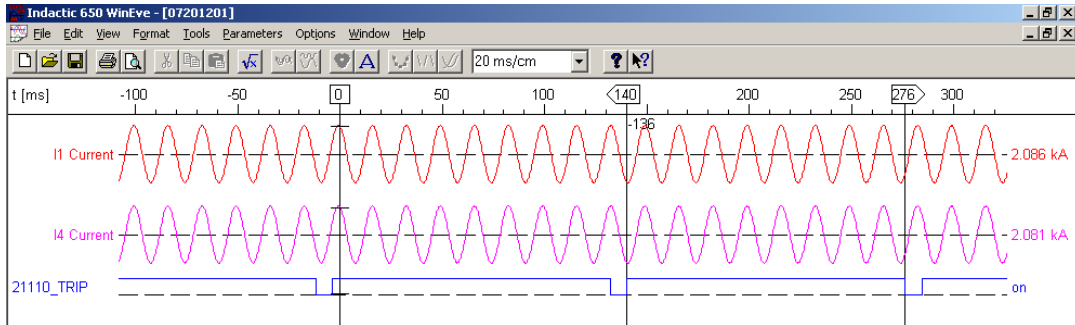 Indactic 650 WinEve - [07201201]
File Edit View Format Tools Parameters Options Window Help
20 ms/cm
t [ms] -100 -50 0 50 100 140 200 250 276 300
-136
I1 Current 2.086 kA
I4 Current 2.081 kA
21110_TRIP on